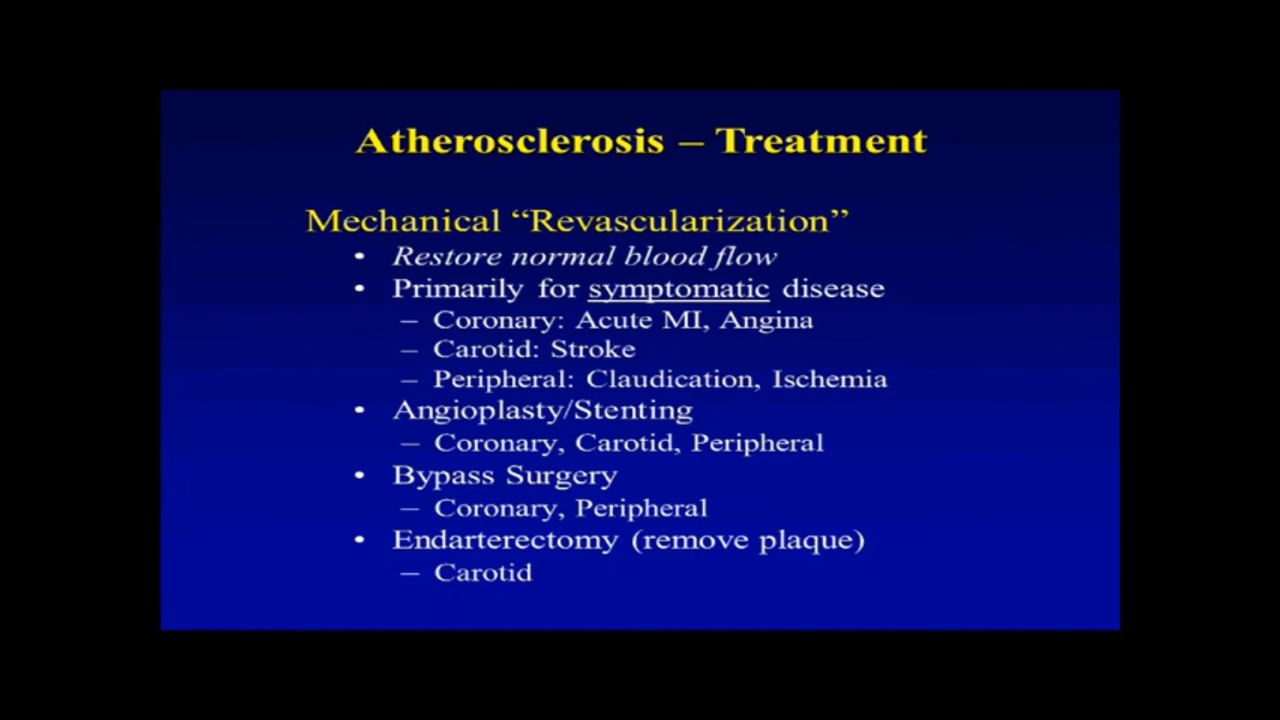 Atherosclerosis – Treatment
Mechanical “Revascularization”
• Restore normal blood flow
• Primarily for symptomatic disease
– Coronary: Acute MI, Angina
– Carotid: Stroke
– Peripheral: Claudication, Ischemia
• Angioplasty/Stenting
– Coronary, Carotid, Peripheral
• Bypass Surgery
– Coronary, Peripheral
• Endarterectomy (remove plaque)
– Carotid